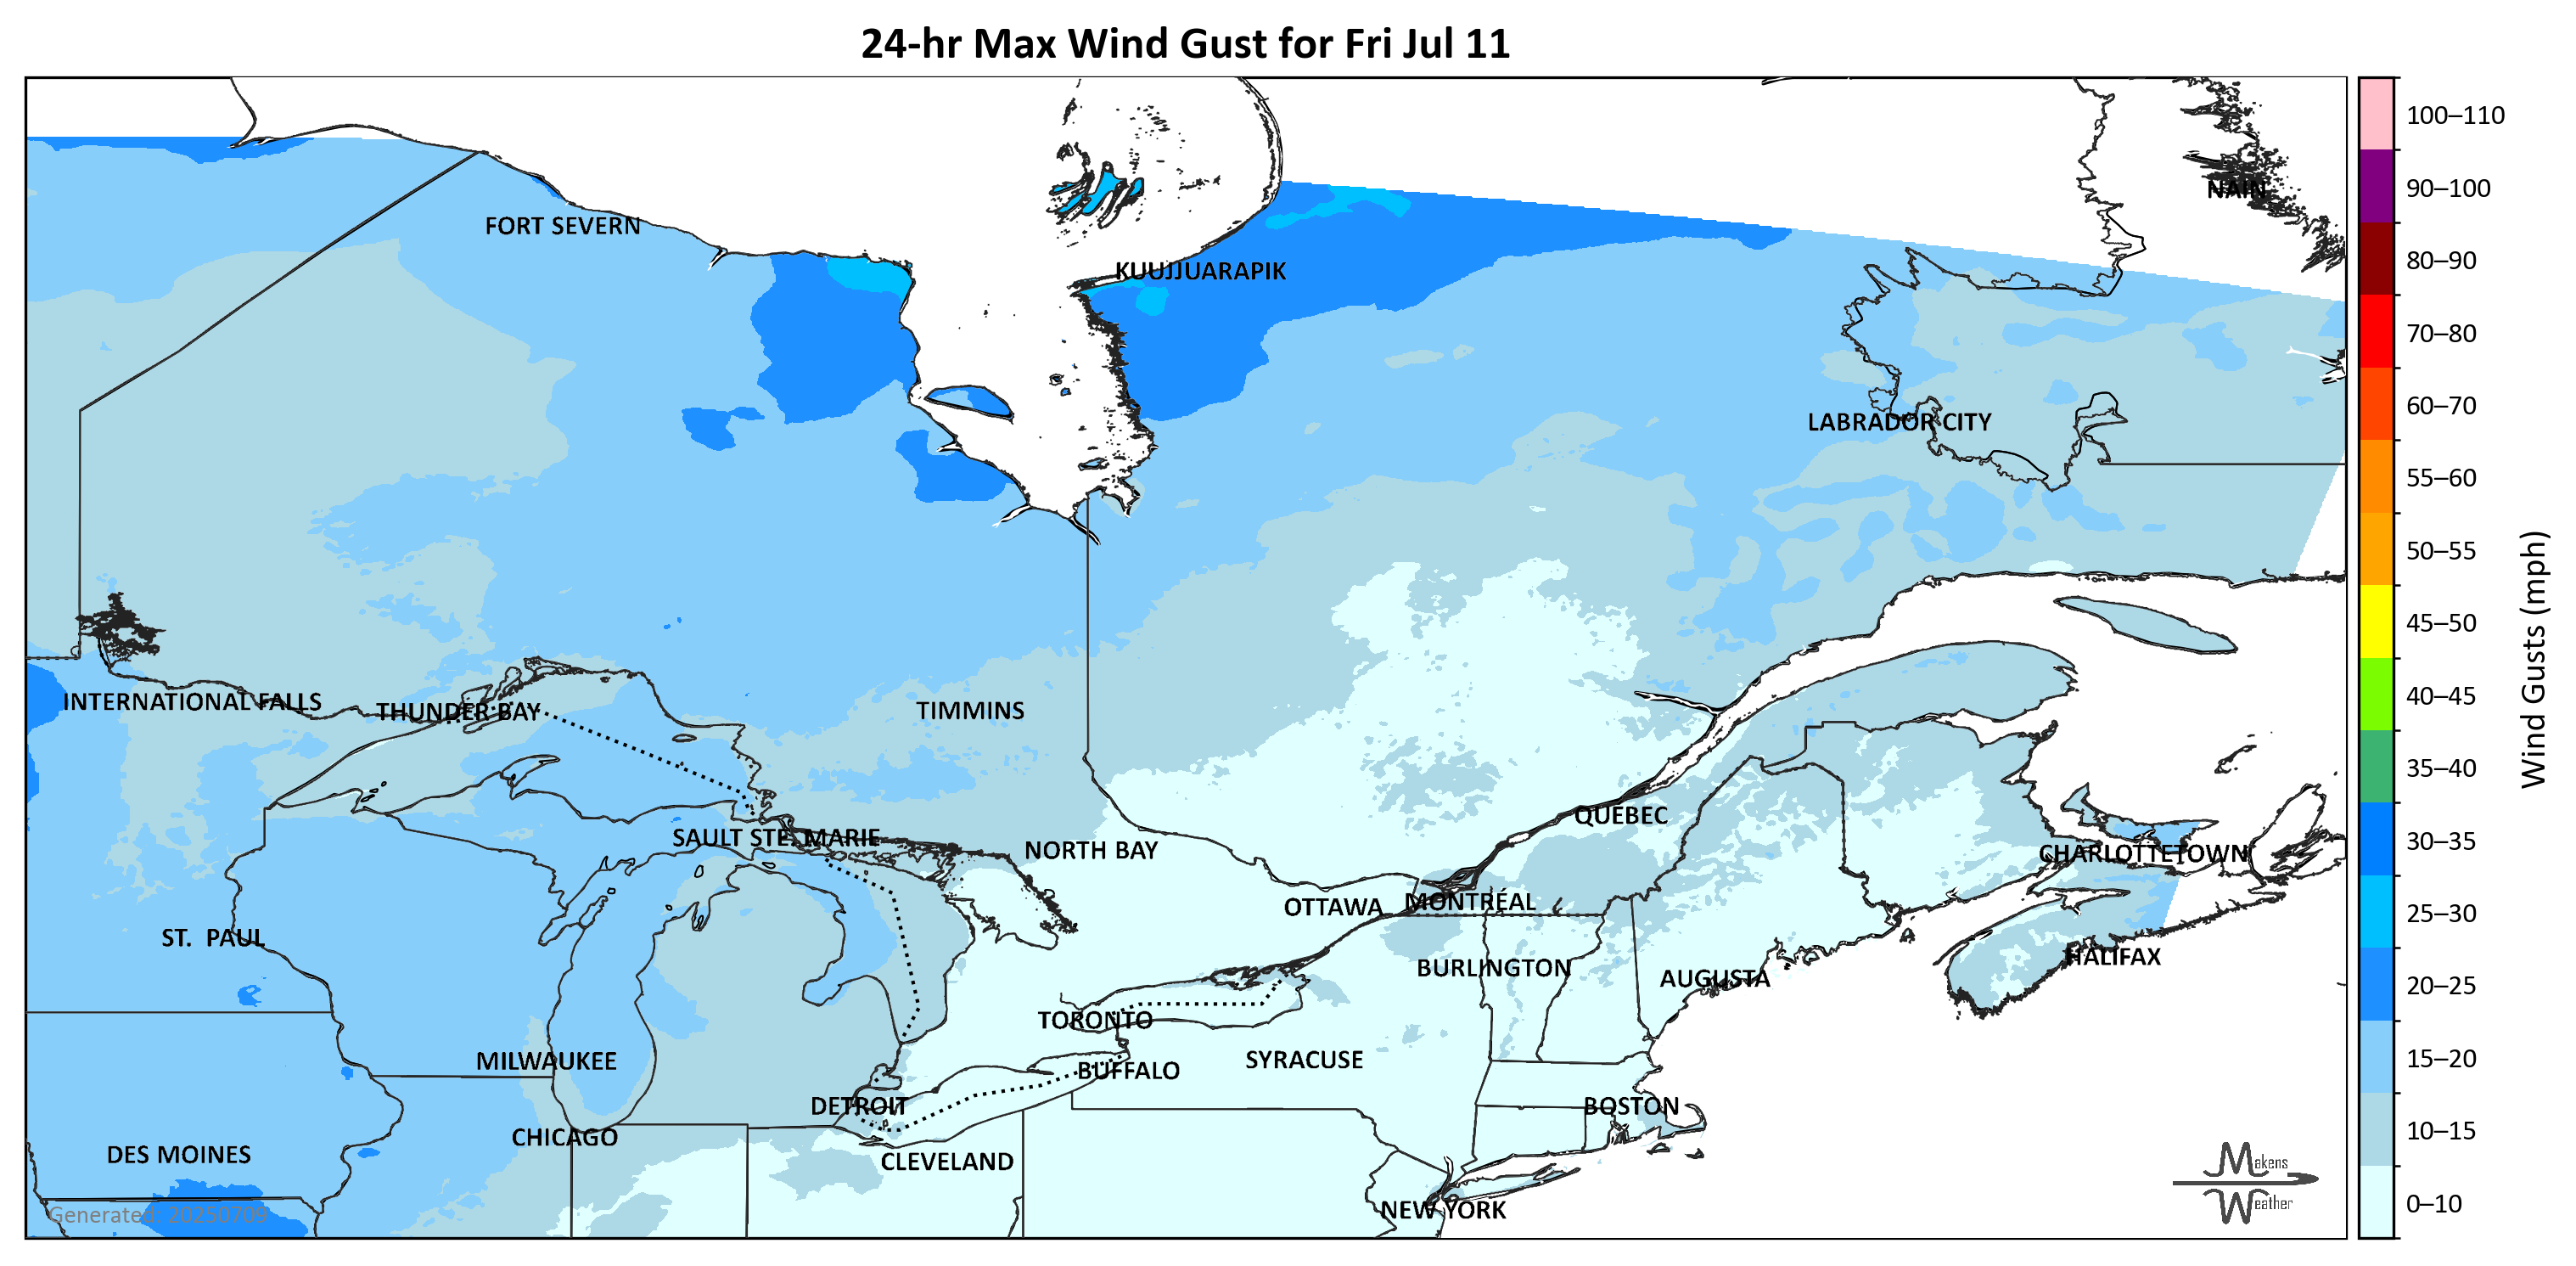 24-hr Max Wind Gust for Fri Jul 11
100–110
90–100
80–90
70–80
60–70
55–60
50–55
45–50
40–45
35–40
30–35
25–30
20–25
15–20
10–15
0–10
Wind Gusts (mph)
NAIN
FORT SEVERN
KUUJJUARAPIK
LABRADOR CITY
INTERNATIONAL FALLS
THUNDER BAY
TIMMINS
QUEBEC
SAULT STE. MARIE
NORTH BAY
CHARLOTTETOWN
OTTAWA
MONTRÉAL
ST. PAUL
HALIFAX
BURLINGTON
AUGUSTA
TORONTO
MILWAUKEE
SYRACUSE
BUFFALO
DETROIT
BOSTON
CHICAGO
DES MOINES
CLEVELAND
NEW YORK
Generated: 20250709
Makens
Weather